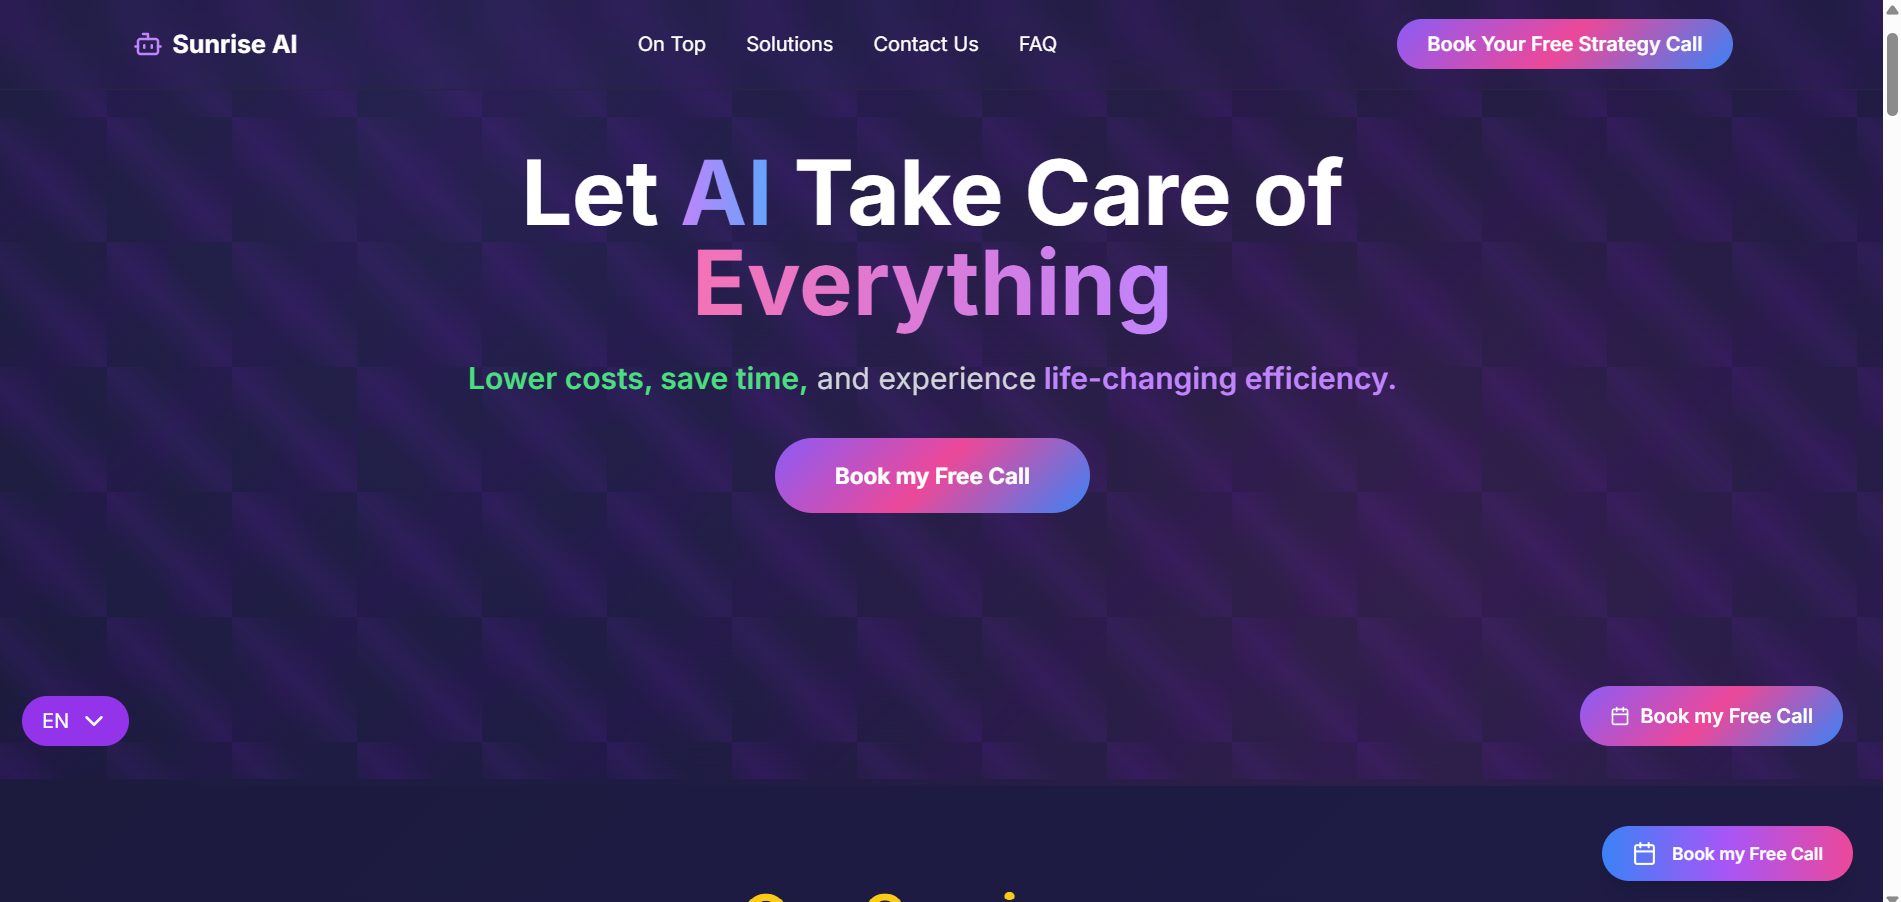 Sunrise AI
On Top
Solutions
Contact Us
FAQ
Book Your Free Strategy Call
Let AI Take Care of
Everything
Lower costs, save time, and experience life-changing efficiency.
Book my Free Call
EN
Book my Free Call
Book my Free Call